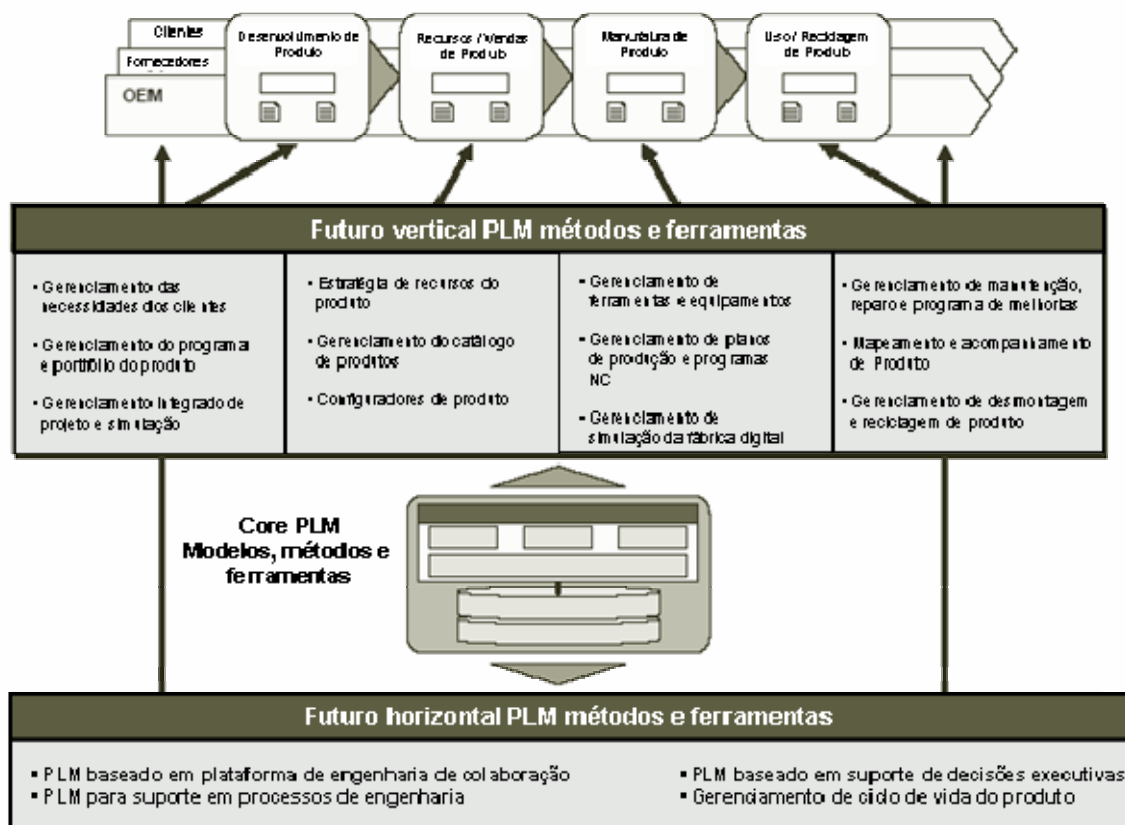 Clientes
Fornecedores
OEM
Desenvolvimento de
Produto
Recursos / Vendas
de Produto
Manufatura de
Produto
Uso / Reciclagem
de Produto
Futuro vertical PLM métodos e ferramentas
▪ Gerenciamento das
necessidades dos clientes
▪ Gerenciamento do programa
e portfólio do produto
▪ Gerenciamento integrado de
projeto e simulação
▪ Estratégia de recursos do
produto
▪ Gerenciamento do catálogo
de produtos
▪ Configuradores de produto
▪ Gerenciamento de
ferramentas e equipamentos
▪ Gerenciamento de planos
de produção e programas
NC
▪ Gerenciamento de
simulação da fábrica digital
▪ Gerenciamento de manutenção,
reparo e programa de melhorias
▪ Mapeamento e acompanhamento
de Produto
▪ Gerenciamento de desmontagem
e reciclagem de produto
Core PLM
Modelos, métodos e
ferramentas
Futuro horizontal PLM métodos e ferramentas
▪ PLM baseado em plataforma de engenharia de colaboração
▪ PLM para suporte em processos de engenharia
▪ PLM baseado em suporte de decisões executivas
▪ Gerenciamento de ciclo de vida do produto